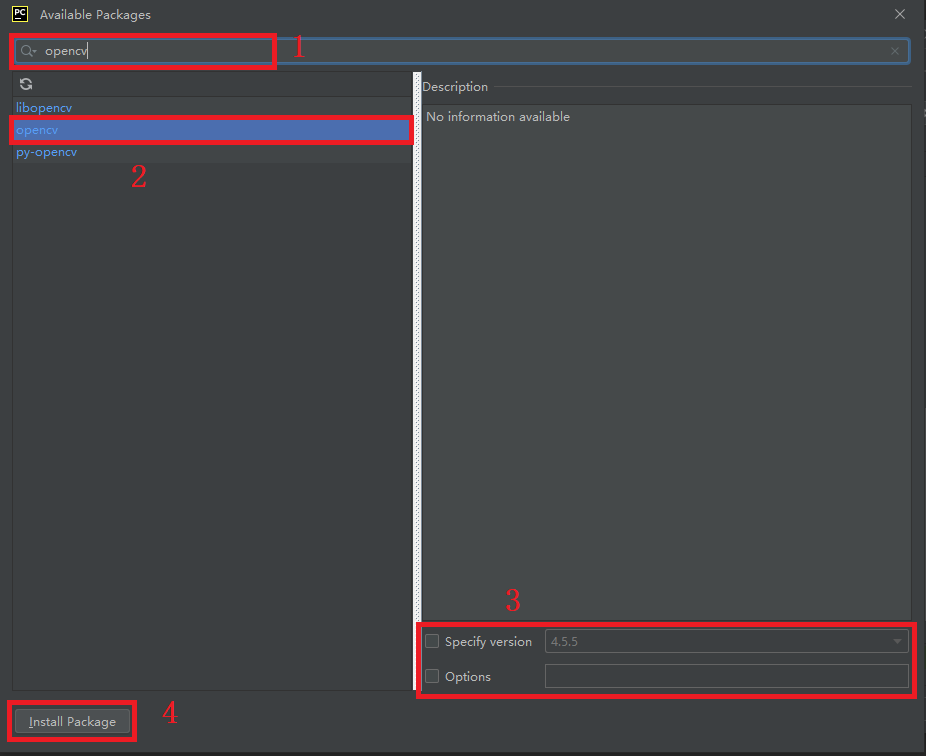 PC Available Packages
opencv 1
Description
libopencv
No information available
opencv
py-opencv
2
3
Specify version 4.5.5
Options
Install Package 4